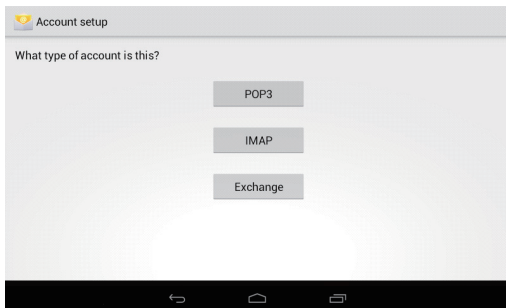 Account setup
What type of account is this?
POP3
IMAP
Exchange